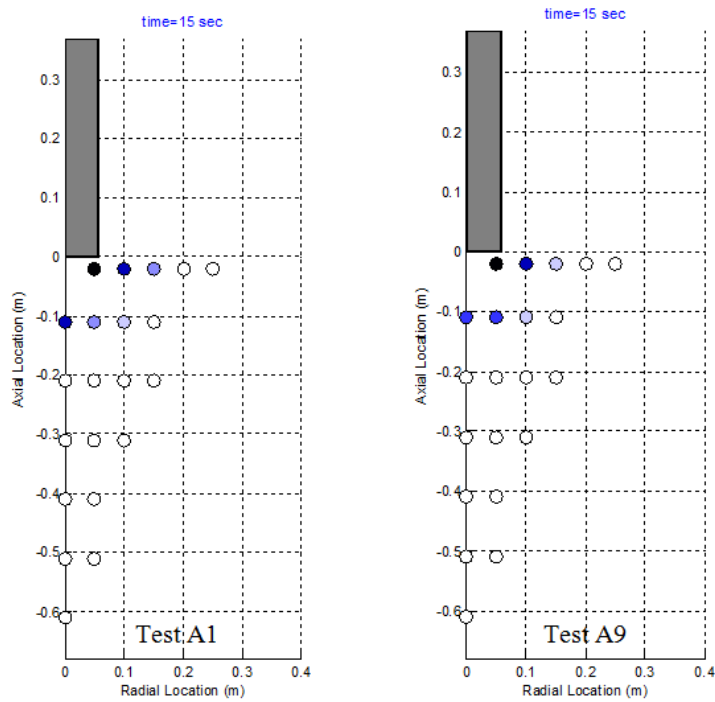 time=15 sec
0.3
0.2
0.1
0
-0.1
-0.2
-0.3
-0.4
-0.5
-0.6
Axial Location (m)
Test A1
0 0.1 0.2 0.3 0.4
Radial Location (m)
time=15 sec
0.3
0.2
0.1
0
-0.1
-0.2
-0.3
-0.4
-0.5
-0.6
Axial Location (m)
Test A9
0 0.1 0.2 0.3 0.4
Radial Location (m)